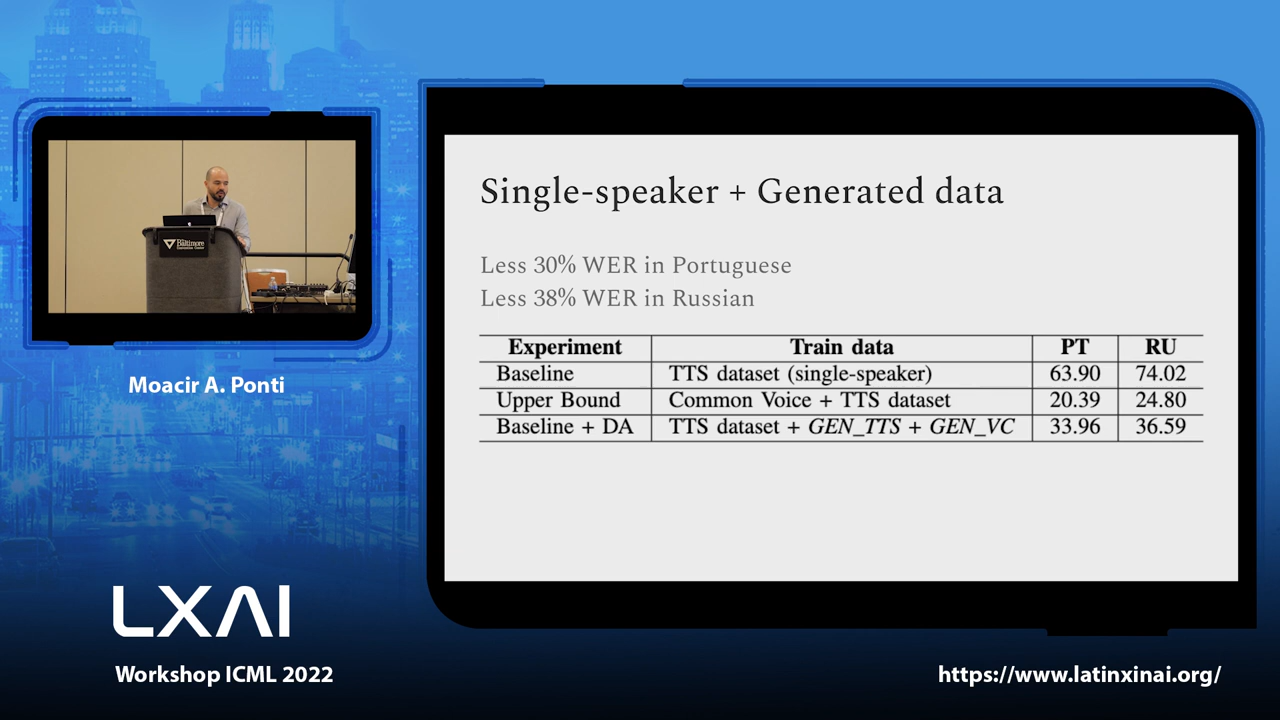 Single-speaker + Generated data
Less 30% WER in Portuguese
Less 38% WER in Russian
Experiment Train data PT RU
Baseline TTS dataset (single-speaker) 63.90 74.02
Upper Bound Common Voice + TTS dataset 20.39 24.80
Baseline + DA TTS dataset + GEN_TTS + GEN_VC 33.96 36.59
Baltimore
Moacir A. Ponti
LXAI
Workshop ICML 2022
https://www.latinxinai.org/